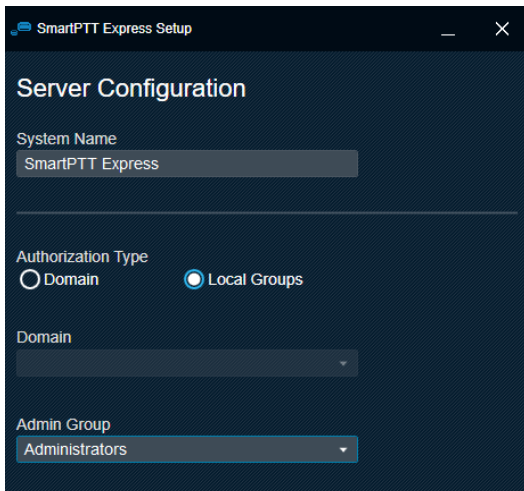 SmartPTT Express Setup
Server Configuration
System Name
SmartPTT Express
Authorization Type
Domain Local Groups
Domain
Admin Group
Administrators